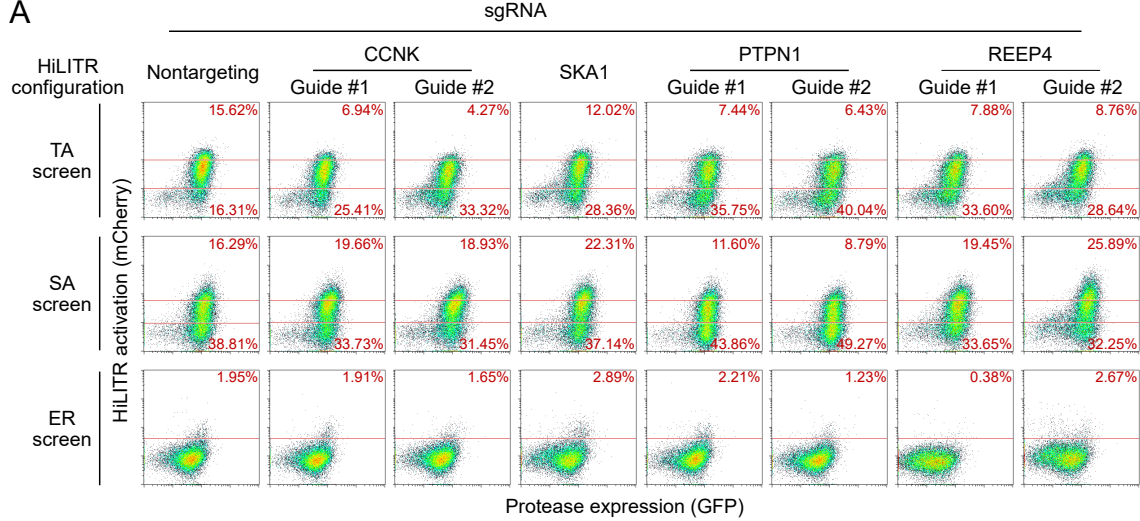 A
sgRNA
HiLITR configuration
Nontargeting
CCNK
SKA1
PTPN1
REEP4
Guide #1
Guide #2
Guide #1
Guide #2
Guide #1
Guide #2
HiLITR activation (mCherry)
TA screen
15.62% 6.94% 4.27% 12.02% 7.44% 6.43% 7.88% 8.76%
16.31% 25.41% 33.32% 28.36% 35.75% 40.04% 33.60% 28.64%
SA screen
16.29% 19.66% 18.93% 22.31% 11.60% 8.79% 19.45% 25.89%
38.81% 33.73% 31.45% 37.14% 43.86% 49.27% 33.65% 32.25%
ER screen
1.95% 1.91% 1.65% 2.89% 2.21% 1.23% 0.38% 2.67%
Protease expression (GFP)